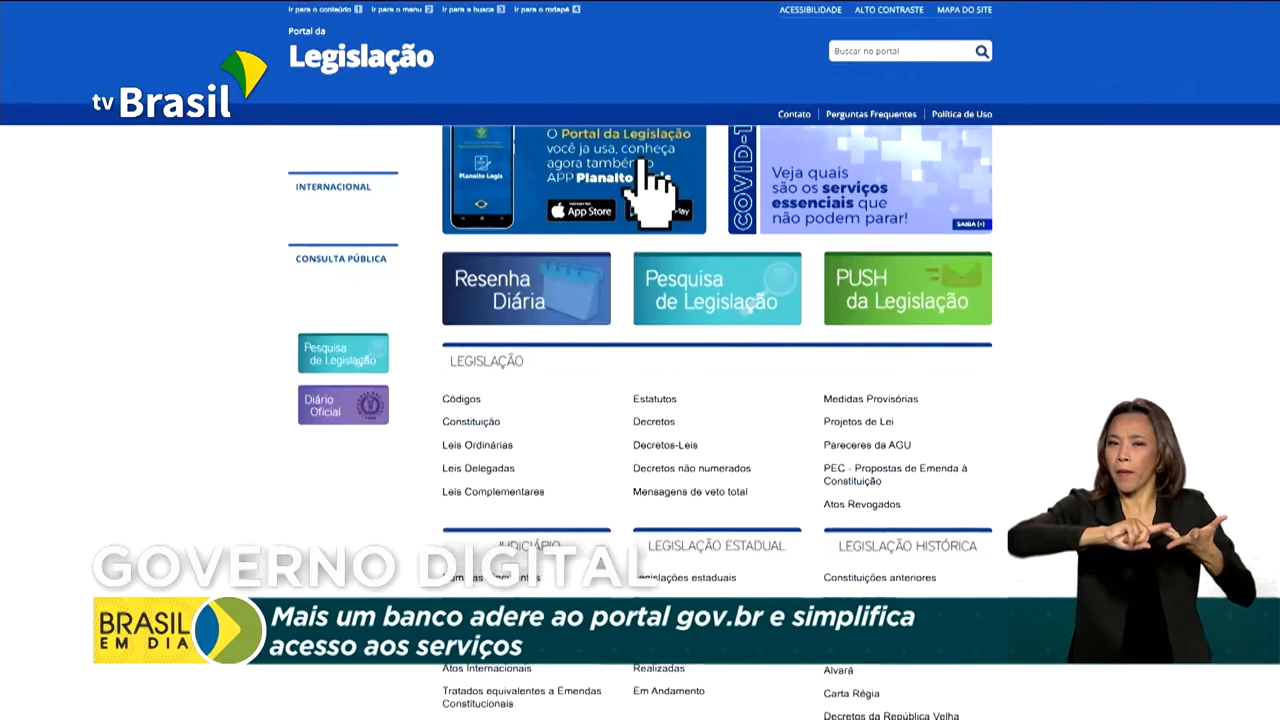 Ir para o conteúdo 1 Ir para o menu 2 Ir para a busca 3 Ir para o rodapé 4
ACESSIBILIDADE ALTO CONTRASTE MAPA DO SITE
Portal da
Legislação
Buscar no portal
tv Brasil
Contato Perguntas Frequentes Política de Uso
INTERNACIONAL
CONSULTA PÚBLICA
Pesquisa
de Legislação
Diário
Oficial
Planalto Legis
O Portal da Legislação
você já usa, conheça
agora também o
APP Planalto
App Store
COVID-1
Veja quais
são os serviços
essenciais que
não podem parar!
SAIBA [+]
Resenha
Diária
Pesquisa
de Legislação
PUSH
da Legislação
LEGISLAÇÃO
Códigos
Constituição
Leis Ordinárias
Leis Delegadas
Leis Complementares
Estatutos
Decretos
Decretos-Leis
Decretos não numerados
Mensagens de veto total
Medidas Provisórias
Projetos de Lei
Pareceres da AGU
PEC - Propostas de Emenda à
Constituição
Atos Revogados
JUDICIÁRIO
LEGISLAÇÃO ESTADUAL
Legislações estaduais
LEGISLAÇÃO HISTÓRICA
Constituições anteriores
GOVERNO DIGITAL
BRASIL
EM DIA
Mais um banco adere ao portal gov.br e simplifica
acesso aos serviços
Atos Internacionais
Tratados equivalentes a Emendas
Constitucionais
Realizadas
Em Andamento
Alvará
Carta Régia
Decretos da República Velha